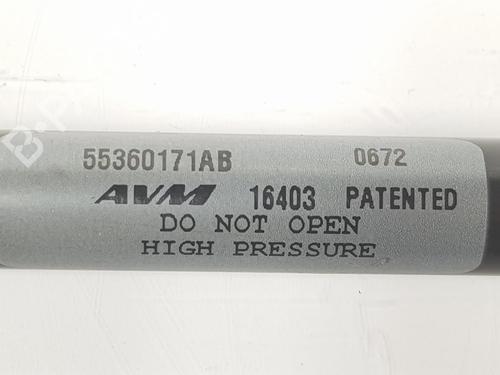 55360171AB 0672
AVM 16403 PATENTED
DO NOT OPEN
HIGH PRESSURE